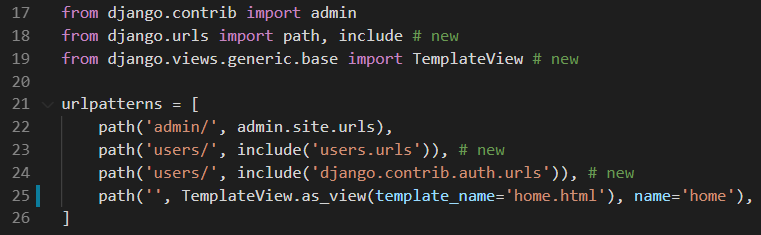 17 from django.contrib import admin
18 from django.urls import path, include # new
19 from django.views.generic.base import TemplateView # new
20
21 urlpatterns = [
22     path('admin/', admin.site.urls),
23     path('users/', include('users.urls')), # new
24     path('users/', include('django.contrib.auth.urls')), # new
25     path('', TemplateView.as_view(template_name='home.html'), name='home'),
26 ]